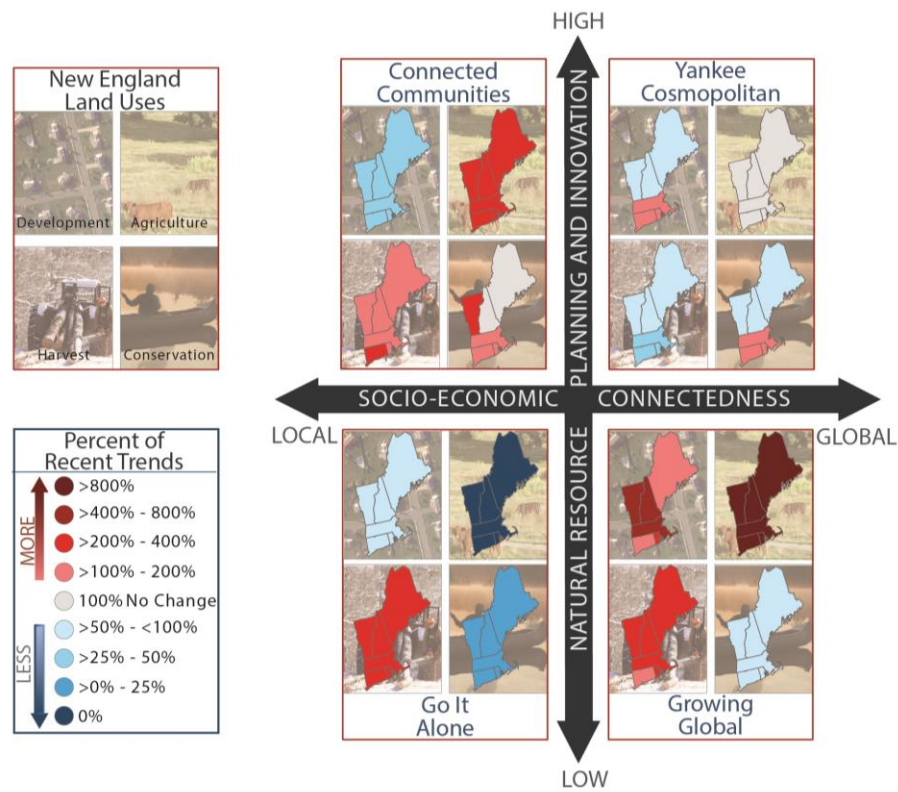 HIGH
New England
Land Uses
Development
Agriculture
Harvest
Conservation
Connected
Communities
Yankee
Cosmopolitan
PLANNING AND INNOVATION
SOCIO-ECONOMIC
CONNECTEDNESS
LOCAL
GLOBAL
NATURAL RESOURCE
Percent of
Recent Trends
MORE
>800%
>400% - 800%
>200% - 400%
>100% - 200%
100% No Change
LESS
>50% - <100%
>25% - 50%
>0% - 25%
0%
Go It
Alone
Growing
Global
LOW